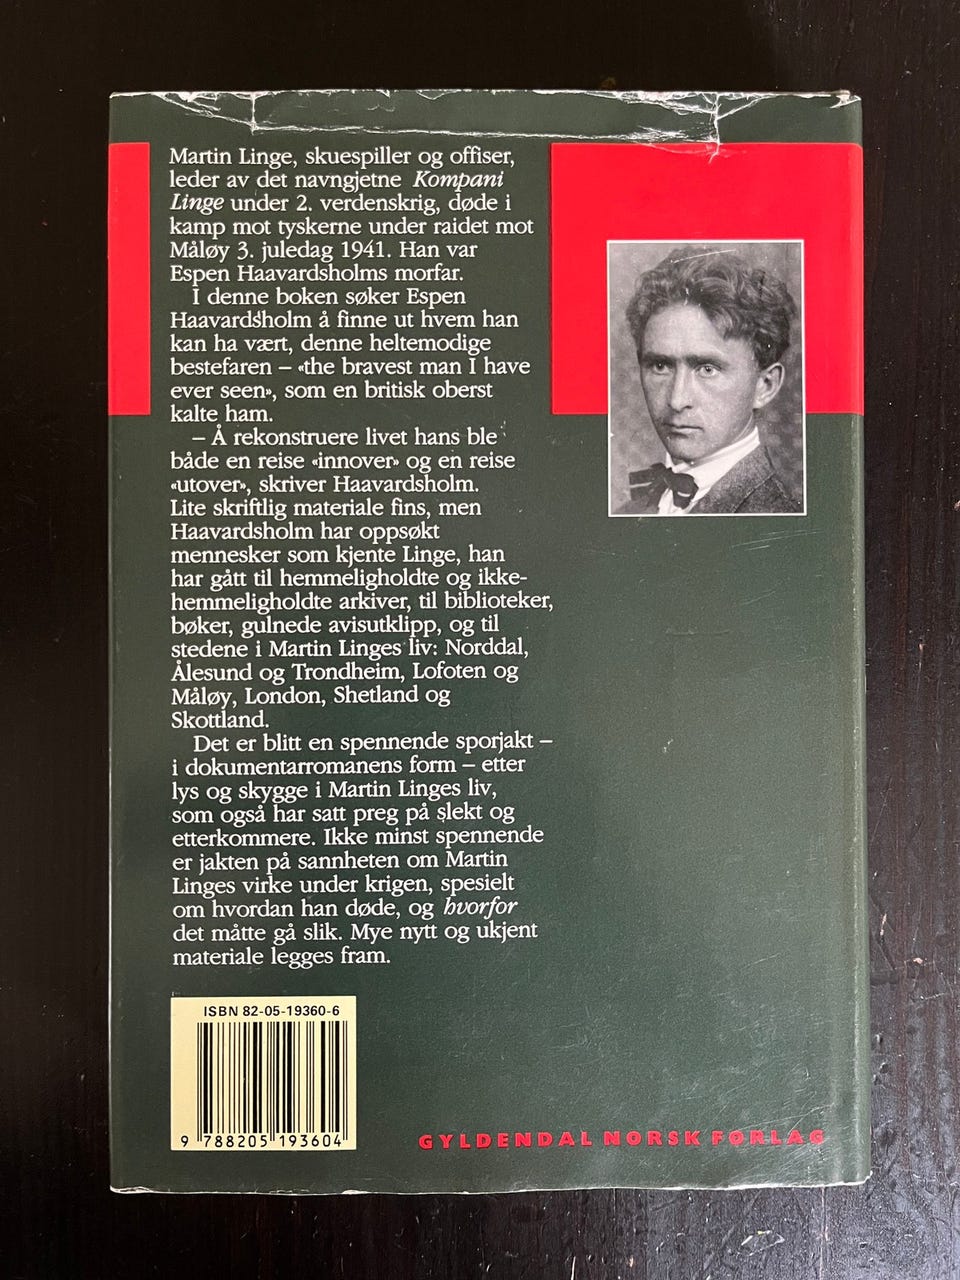 Martin Linge, skuespiller og offiser,
leder av det navngjetne Kompani
Linge under 2. verdenskrig, døde i
kamp mot tyskerne under raidet mot
Måløy 3. juledag 1941. Han var
Espen Haavardsholms morfar.
I denne boken søker Espen
Haavardsholm å finne ut hvem han
kan ha vært, denne heltemodige
bestefaren – «the bravest man I have
ever seen», som en britisk oberst
kalte ham.
– Å rekonstruere livet hans ble
både en reise «innover» og en reise
«utover», skriver Haavardsholm.
Lite skriftlig materiale fins, men
Haavardsholm har oppsøkt
mennesker som kjente Linge, han
har gått til hemmeligholdte og ikke-
hemmeligholdte arkiver, til biblioteker,
bøker, gulnede avisutklipp, og til
stedene i Martin Linges liv: Norddal,
Ålesund og Trondheim, Lofoten og
Måløy, London, Shetland og
Skottland.
Det er blitt en spennende sporjakt –
i dokumentarromanens form – etter
lys og skygge i Martin Linges liv,
som også har satt preg på slekt og
etterkommere. Ikke minst spennende
er jakten på sannheten om Martin
Linges virke under krigen, spesielt
om hvordan han døde, og hvorfor
det måtte gå slik. Mye nytt og ukjent
materiale legges fram.
ISBN 82-05-19360-6
9 788205 193604
GYLDENDAL NORSK FORLAG